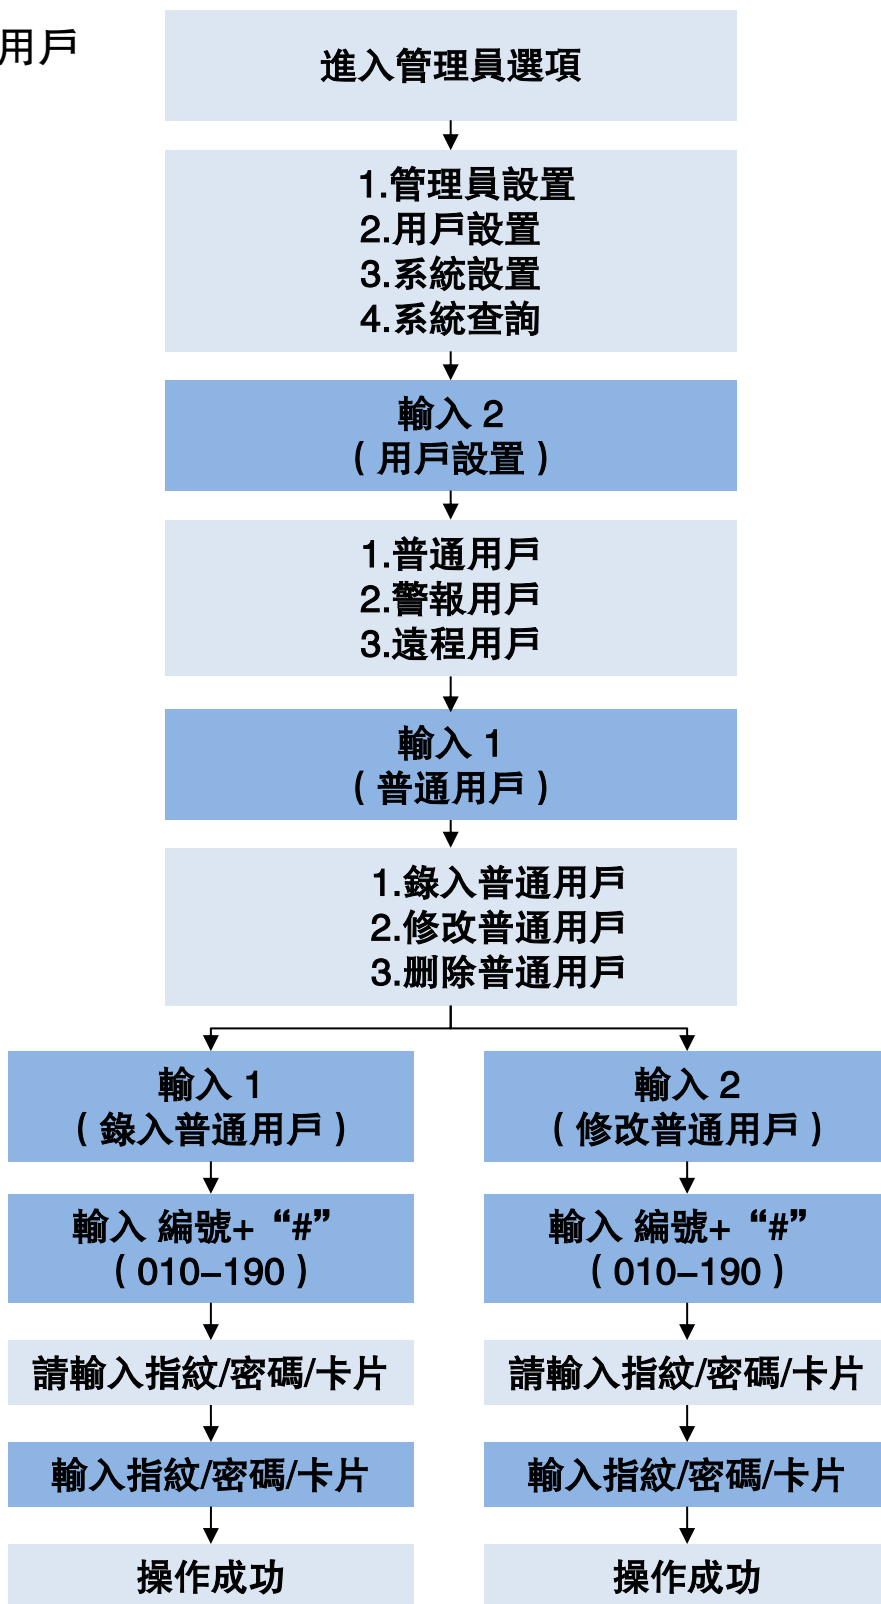 用戶
進入管理員選項
1.管理員設置
2.用戶設置
3.系統設置
4.系統查詢
輸入 2
（用戶設置）
1.普通用戶
2.警報用戶
3.遠程用戶
輸入 1
（普通用戶）
1.錄入普通用戶
2.修改普通用戶
3.刪除普通用戶
輸入 1
（錄入普通用戶）
輸入 編號+“#”
（010–190）
請輸入指紋/密碼/卡片
輸入指紋/密碼/卡片
操作成功
輸入 2
（修改普通用戶）
輸入 編號+“#”
（010–190）
請輸入指紋/密碼/卡片
輸入指紋/密碼/卡片
操作成功